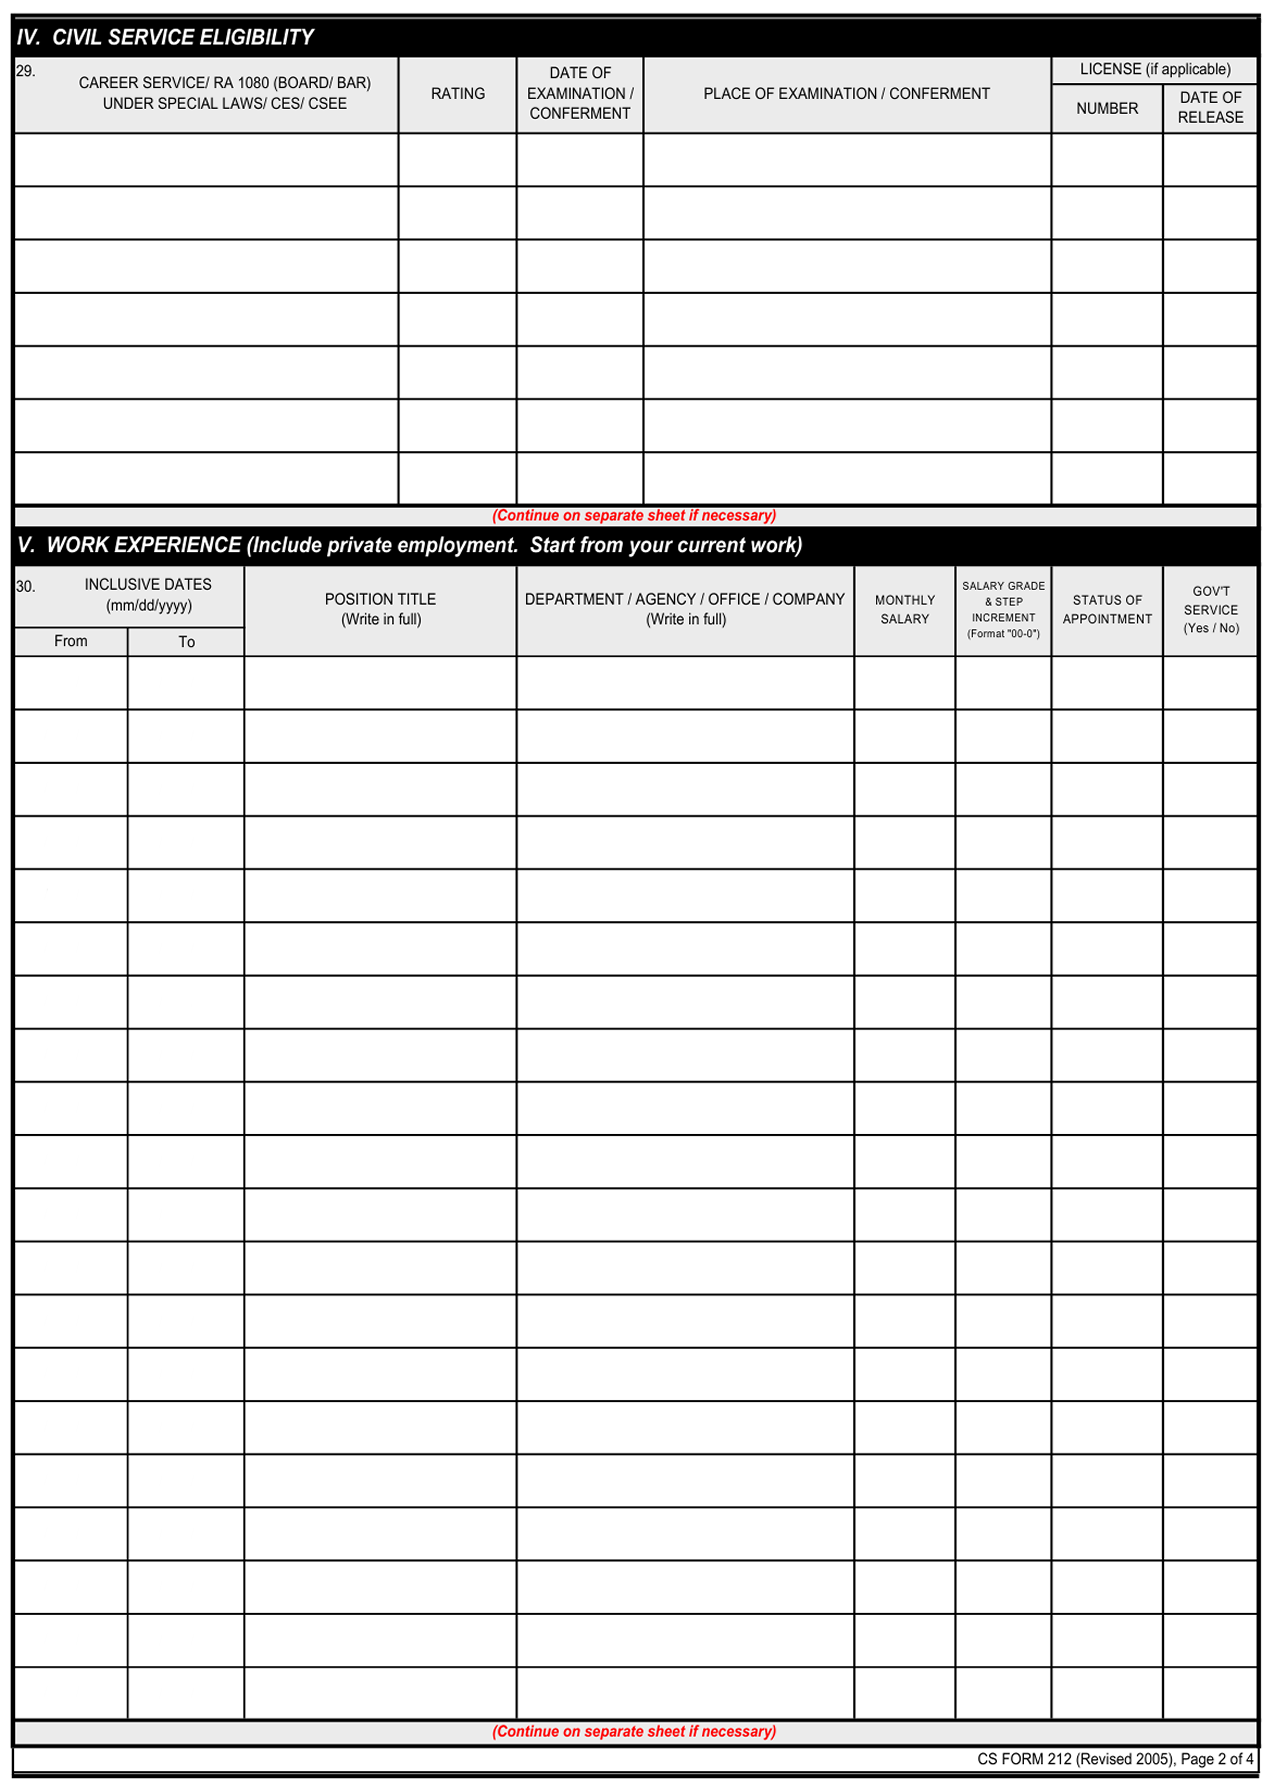 IV. CIVIL SERVICE ELIGIBILITY
29.
CAREER SERVICE/ RA 1080 (BOARD/ BAR)
UNDER SPECIAL LAWS/ CES/ CSEE
RATING
DATE OF
EXAMINATION /
CONFERMENT
PLACE OF EXAMINATION / CONFERMENT
LICENSE (if applicable)
NUMBER
DATE OF
RELEASE
(Continue on separate sheet if necessary)
V. WORK EXPERIENCE (Include private employment. Start from your current work)
30.
INCLUSIVE DATES
(mm/dd/yyyy)
From
To
POSITION TITLE
(Write in full)
DEPARTMENT / AGENCY / OFFICE / COMPANY
(Write in full)
MONTHLY
SALARY
SALARY GRADE
& STEP
INCREMENT
(Format "00-0")
STATUS OF
APPOINTMENT
GOV'T
SERVICE
(Yes / No)
(Continue on separate sheet if necessary)
CS FORM 212 (Revised 2005), Page 2 of 4